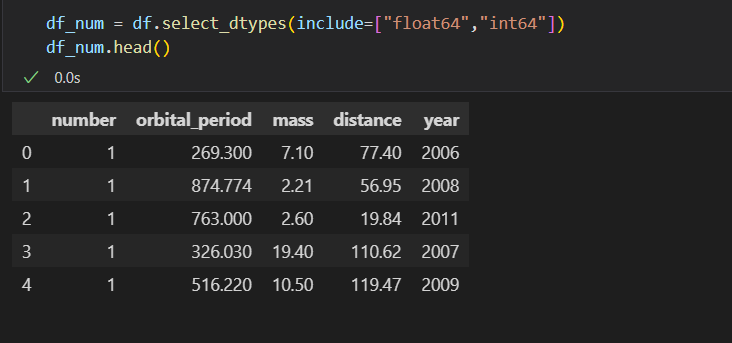 df_num = df.select_dtypes(include=["float64","int64"])
df_num.head()
0.0s
number orbital_period mass distance year
0 1 269.300 7.10 77.40 2006
1 1 874.774 2.21 56.95 2008
2 1 763.000 2.60 19.84 2011
3 1 326.030 19.40 110.62 2007
4 1 516.220 10.50 119.47 2009